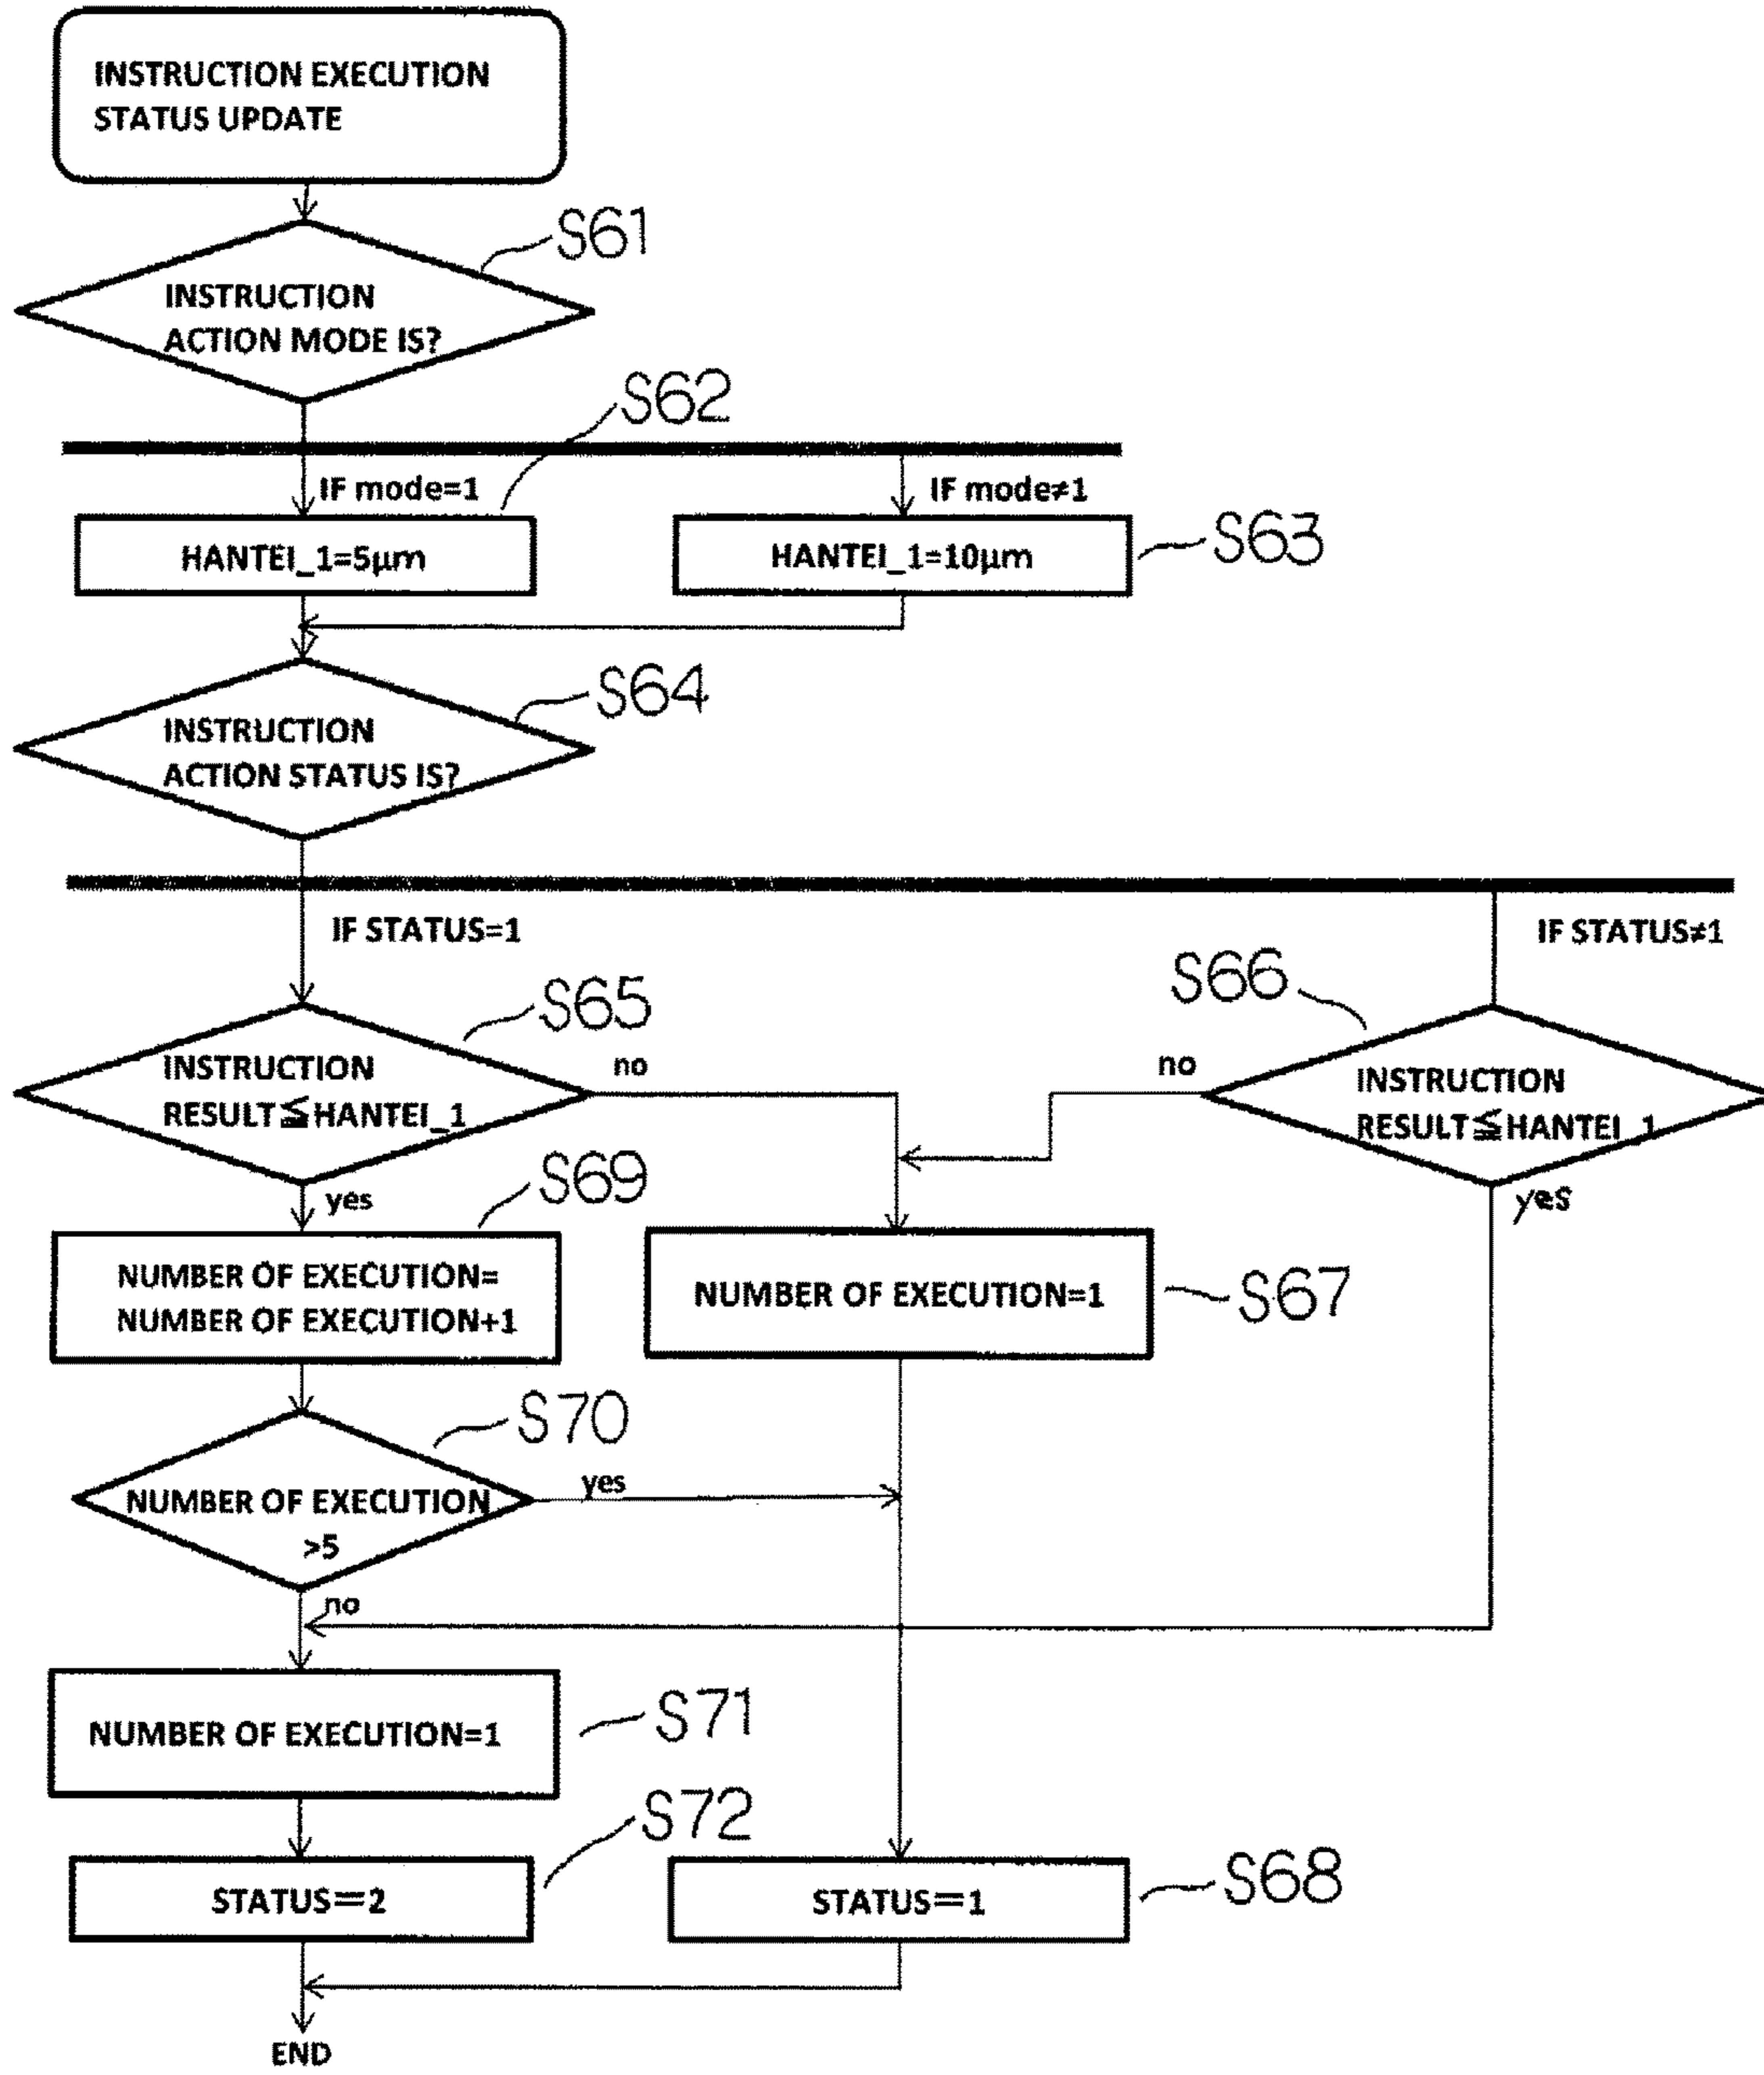 INSTRUCTION EXECUTION
STATUS UPDATE
S61
INSTRUCTION
ACTION MODE IS?
S62
IF mode=1
IF mode≠1
HANTEI_1=5μm
HANTEI_1=10μm
S63
S64
INSTRUCTION
ACTION STATUS IS?
IF STATUS=1
IF STATUS≠1
S65
S66
INSTRUCTION
RESULT≦HANTEI_1
no
no
INSTRUCTION
RESULT≦HANTEI_1
yes
yes
S69
NUMBER OF EXECUTION=
NUMBER OF EXECUTION+1
NUMBER OF EXECUTION=1
S67
S70
NUMBER OF EXECUTION
>5
yes
no
NUMBER OF EXECUTION=1
S71
S72
STATUS=2
STATUS=1
S68
END